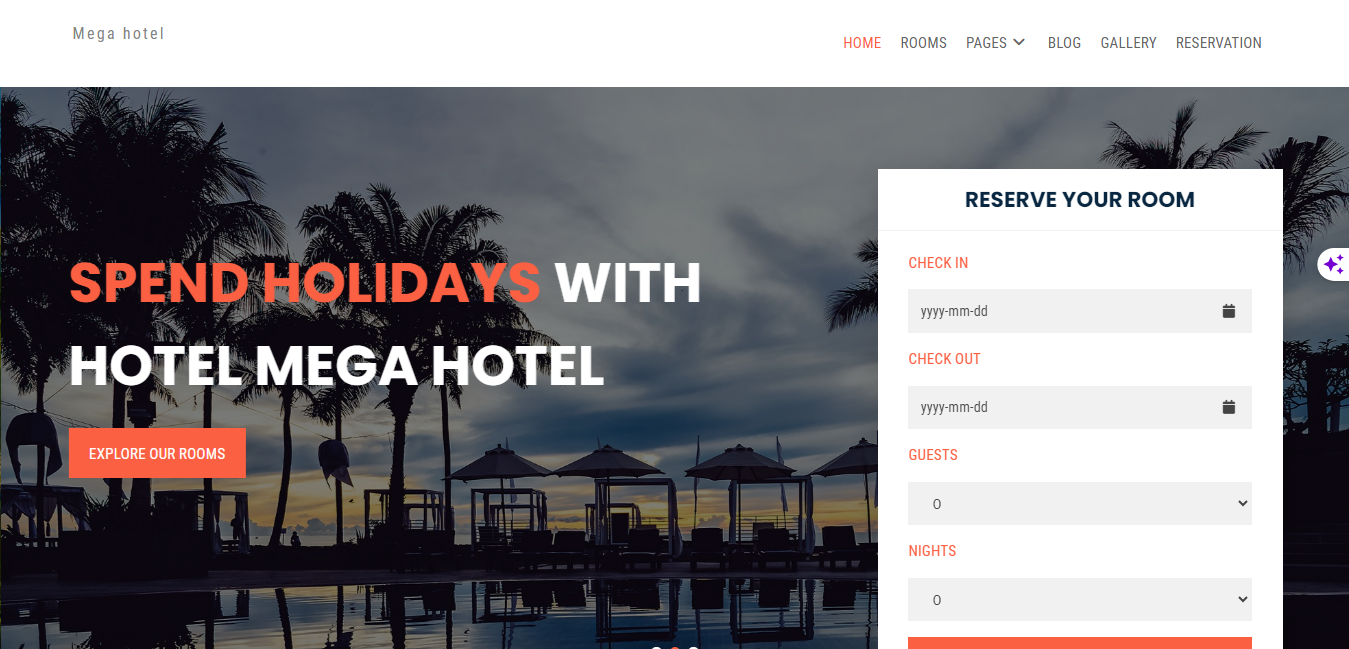 Mega hotel
HOME ROOMS PAGES BLOG GALLERY RESERVATION
SPEND HOLIDAYS WITH
HOTEL MEGA HOTEL
EXPLORE OUR ROOMS
RESERVE YOUR ROOM
CHECK IN
yyyy-mm-dd
CHECK OUT
yyyy-mm-dd
GUESTS
0
NIGHTS
0